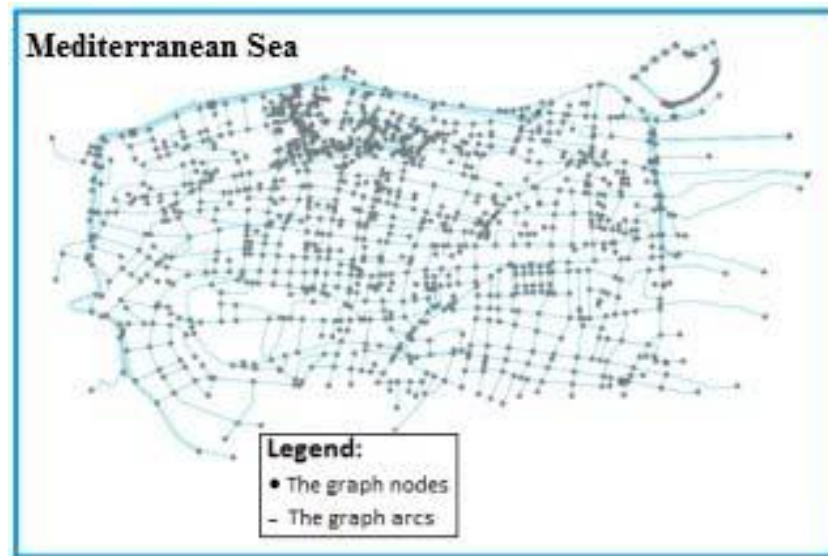 Mediterranean Sea
Legend:
● The graph nodes
– The graph arcs